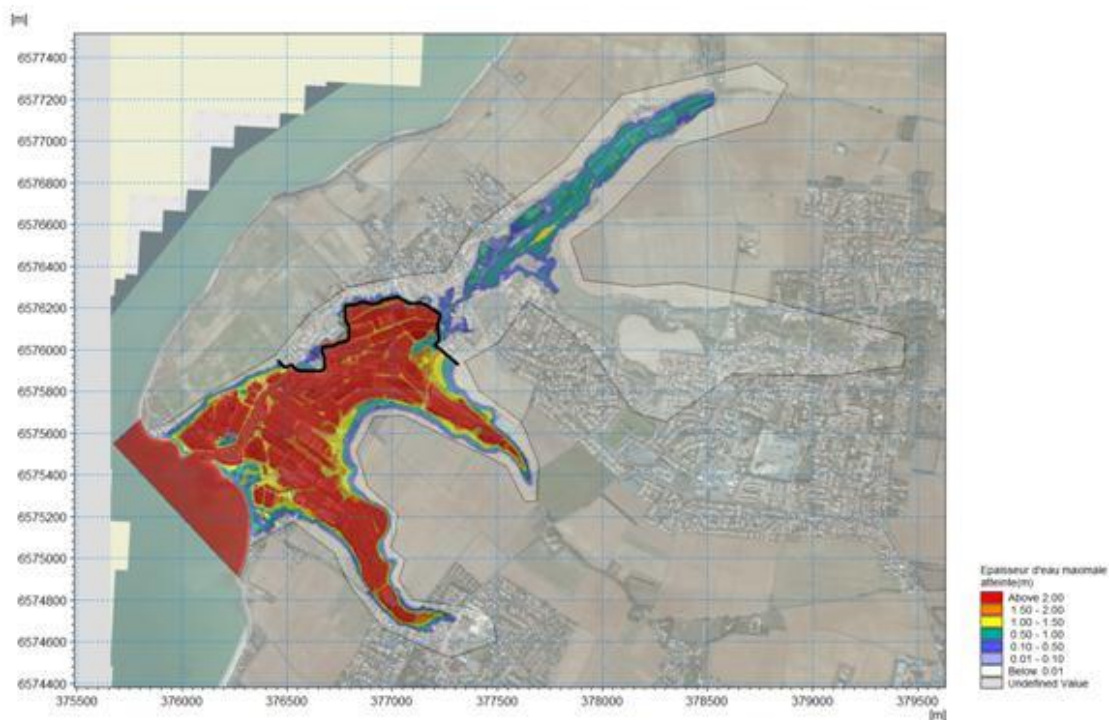 [m]
6577400
6577200
6577000
6576800
6576600
6576400
6576200
6576000
6575800
6575600
6575400
6575200
6575000
6574800
6574600
6574400
375500 376000 376500 377000 377500 378000 378500 379000 379500
[m]
Epaisseur d'eau maximale
atteinte(m)
Above 2.00
1.50 - 2.00
1.00 - 1.50
0.50 - 1.00
0.10 - 0.50
0.01 - 0.10
Below 0.01
Undefined Value